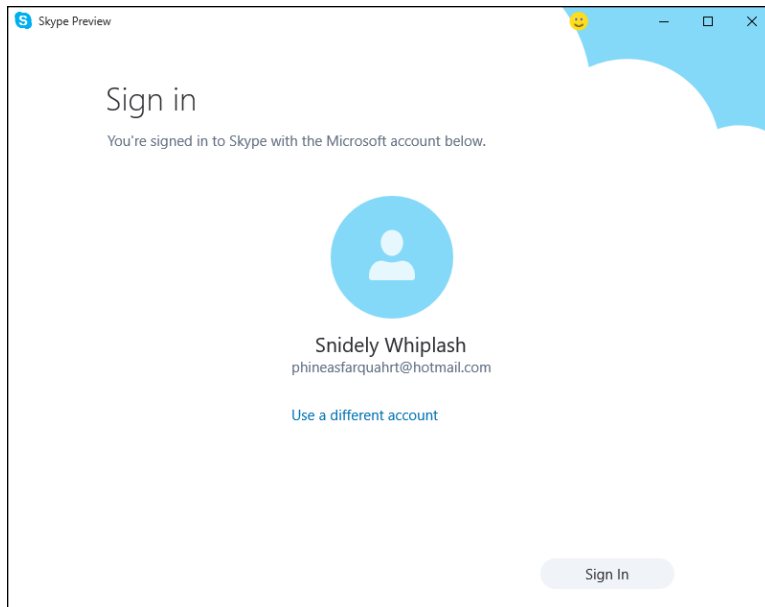 Skype Preview
Sign in
You're signed in to Skype with the Microsoft account below.
Snidely Whiplash
phineasfarquahrt@hotmail.com
Use a different account
Sign In